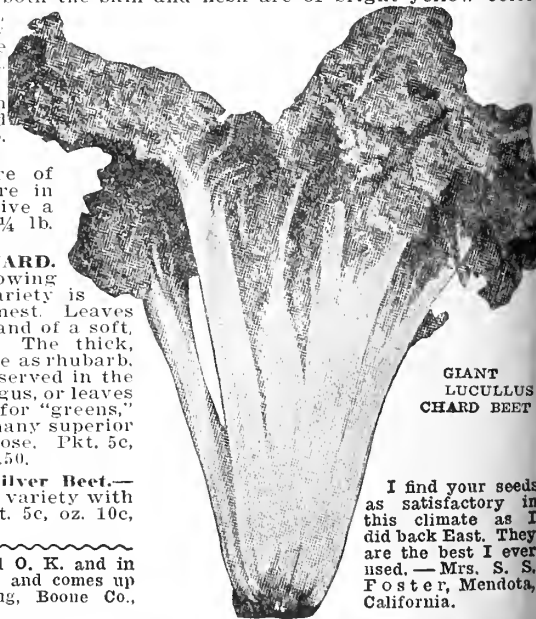 both the skin and flesh are of bright yellow
re of
re in
ive a
¼ lb.
ARD.
owing
ariety is
nest. Leaves
and of a soft,
The thick,
e as rhubarb,
served in the
gus, or leaves
for "greens,"
many superior
ose. Pkt. 5c,
.50.
ilver Beet.—
variety with
t. 5c, oz. 10c,
l O. K. and in
and comes up
ng, Boone Co.,
GIANT
LUCULLUS
CHARD BEET
I find your seeds
as satisfactory in
this climate as I
did back East. They
are the best I ever
used. — Mrs. S. S.
Foster, Mendota,
California.